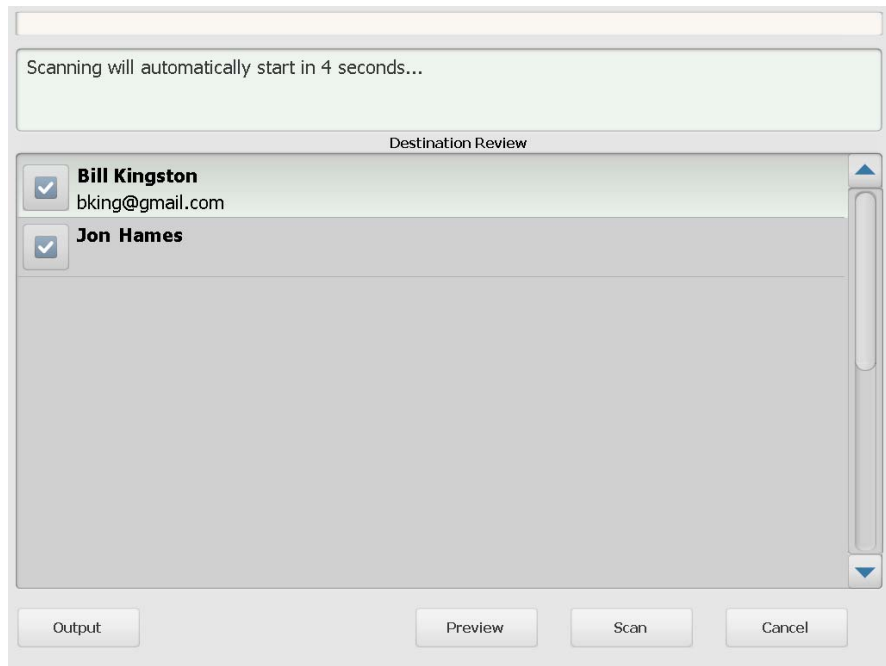 Scanning will automatically start in 4 seconds...
Destination Review
Bill Kingston
bking@gmail.com
Jon Hames
Output Preview Scan Cancel